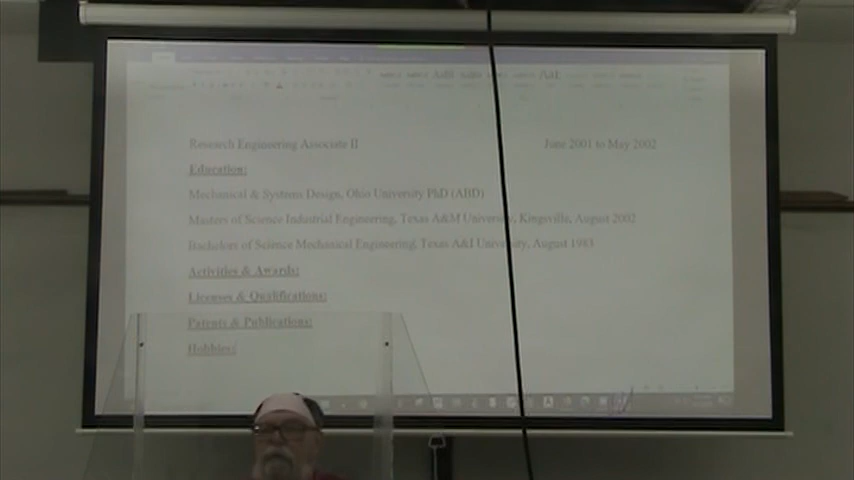 Research Engineering Associate II June 2001 to May 2002
Education:
Mechanical & Systems Design, Ohio University PhD (ABD)
Masters of Science Industrial Engineering, Texas A&M University, Kingsville, August 2002
Bachelors of Science Mechanical Engineering, Texas A&I University, August 1983
Activities & Awards:
Licenses & Qualifications:
Patents & Publications:
Hobbies: